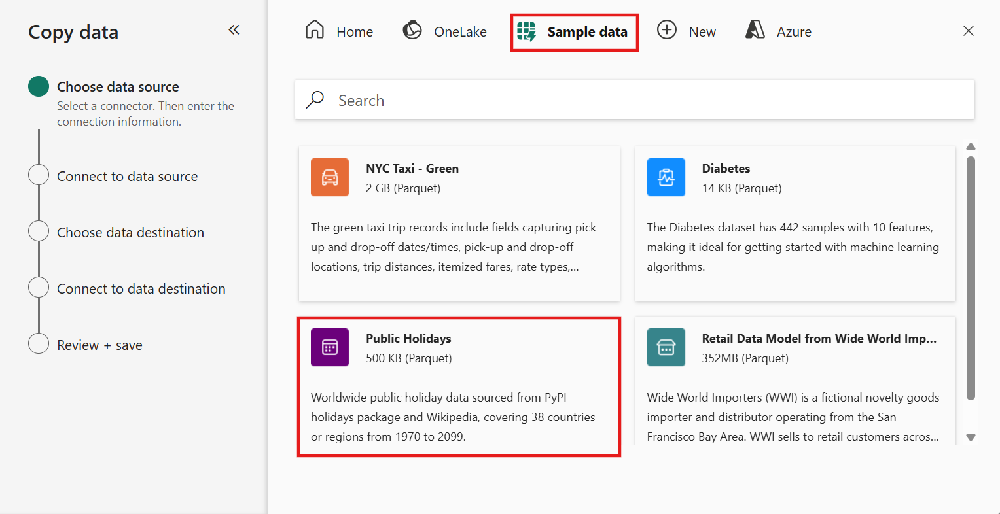 Copy data
Choose data source
Select a connector. Then enter the
connection information.
Connect to data source
Choose data destination
Connect to data destination
Review + save
Home
OneLake
Sample data
New
Azure
Search
NYC Taxi - Green
2 GB (Parquet)
The green taxi trip records include fields capturing pick-
up and drop-off dates/times, pick-up and drop-off
locations, trip distances, itemized fares, rate types,...
Diabetes
14 KB (Parquet)
The Diabetes dataset has 442 samples with 10 features,
making it ideal for getting started with machine learning
algorithms.
Public Holidays
500 KB (Parquet)
Worldwide public holiday data sourced from PyPI
holidays package and Wikipedia, covering 38 countries
or regions from 1970 to 2099.
Retail Data Model from Wide World Imp...
352MB (Parquet)
Wide World Importers (WWI) is a fictional novelty goods
importer and distributor operating from the San
Francisco Bay Area. WWI sells to retail customers acros...